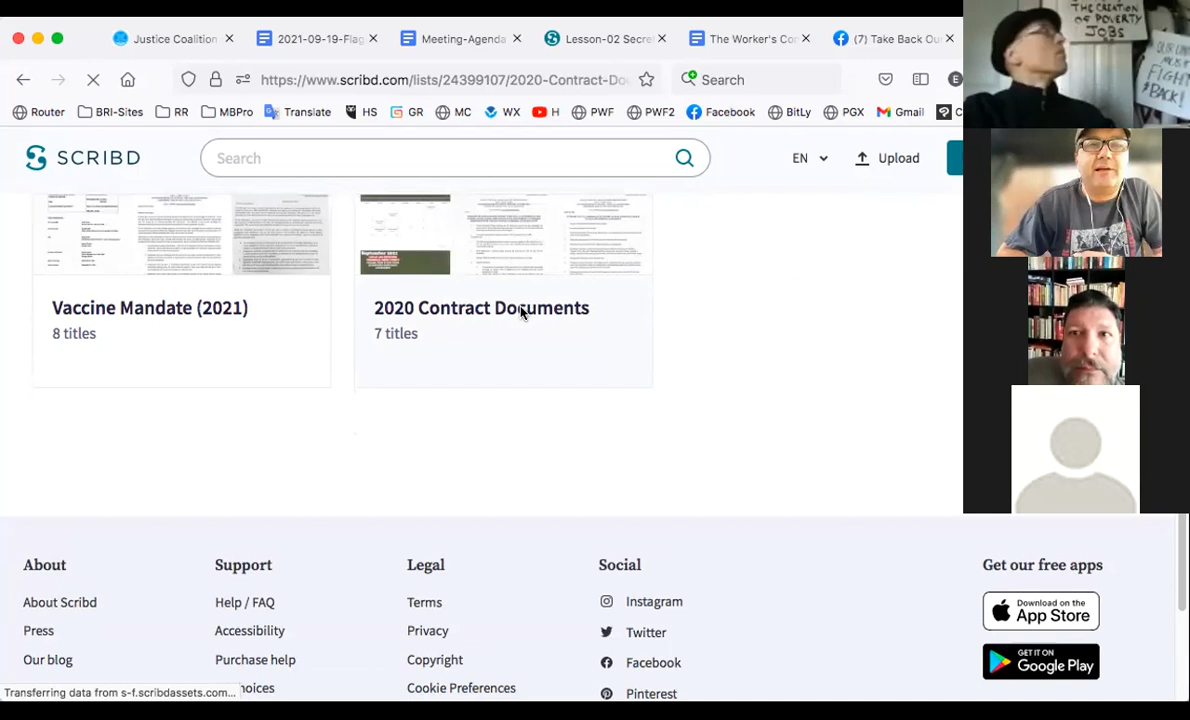 Justice Coalition
2021-09-19-Flag
Meeting-Agenda
Lesson-02 Secre
The Worker's Co
(7) Take Back Ou
THE CREATION
OF POVERTY
JOBS
FIGHT
BACK!
https://www.scribd.com/lists/24399107/2020-Contract-Do
Search
E
Router
BRI-Sites
RR
MBPro
Translate
HS
GR
MC
WX
H
PWF
PWF2
Facebook
BitLy
PGX
Gmail
C
SCRIBD
Search
EN
Upload
Vaccine Mandate (2021)
8 titles
2020 Contract Documents
7 titles
About
Support
Legal
Social
Get our free apps
About Scribd
Help / FAQ
Terms
Instagram
Download on the
App Store
Press
Accessibility
Privacy
Twitter
Our blog
Purchase help
Copyright
Facebook
GET IT ON
Google Play
Transferring data from s-f.scribdassets.com...
hoices
Cookie Preferences
Pinterest